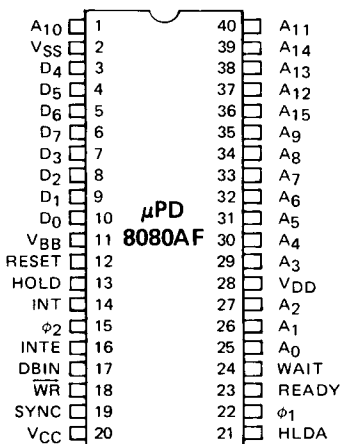 A10 1 40 A11
VSS 2 39 A14
D4 3 38 A13
D5 4 37 A12
D6 5 36 A15
D7 6 35 A9
D3 7 34 A8
D2 8 33 A7
D1 9 32 A6
D0 10 31 A5
VBB 11 30 A4
RESET 12 29 A3
HOLD 13 28 VDD
INT 14 27 A2
φ2 15 26 A1
INTE 16 25 A0
DBIN 17 24 WAIT
W̅R̅ 18 23 READY
SYNC 19 22 φ1
VCC 20 21 HLDA
μPD
8080AF